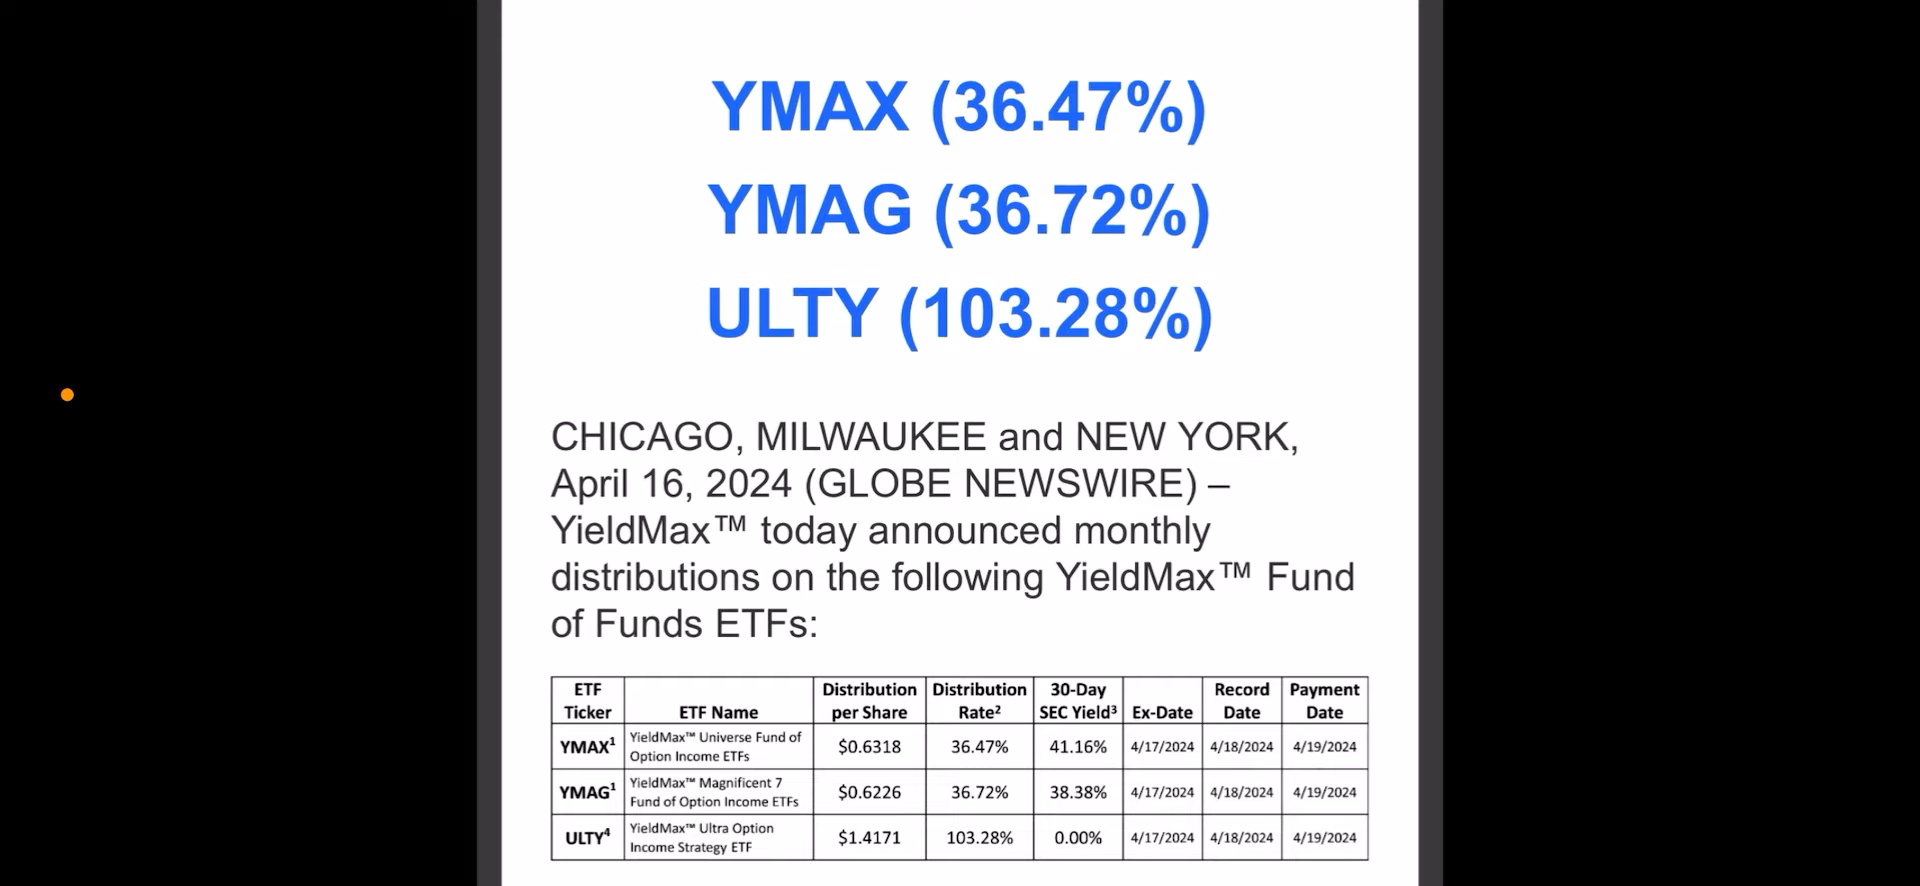 YMAX (36.47%)
YMAG (36.72%)
ULTY (103.28%)
CHICAGO, MILWAUKEE and NEW YORK,
April 16, 2024 (GLOBE NEWSWIRE) –
YieldMax™ today announced monthly
distributions on the following YieldMax™ Fund
of Funds ETFs:
ETF Ticker ETF Name Distribution per Share Distribution Rate² 30-Day SEC Yield³ Ex-Date Record Date Payment Date
YMAX¹ YieldMax™ Universe Fund of Option Income ETFs $0.6318 36.47% 41.16% 4/17/2024 4/18/2024 4/19/2024
YMAG¹ YieldMax™ Magnificent 7 Fund of Option Income ETFs $0.6226 36.72% 38.38% 4/17/2024 4/18/2024 4/19/2024
ULTY⁴ YieldMax™ Ultra Option Income Strategy ETF $1.4171 103.28% 0.00% 4/17/2024 4/18/2024 4/19/2024